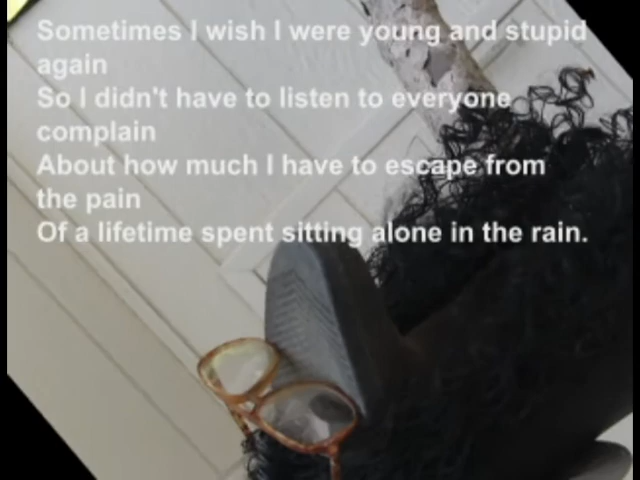 Sometimes I wish I were young and stupid
again
So I didn't have to listen to everyone
complain
About how much I have to escape from
the pain
Of a lifetime spent sitting alone in the rain.